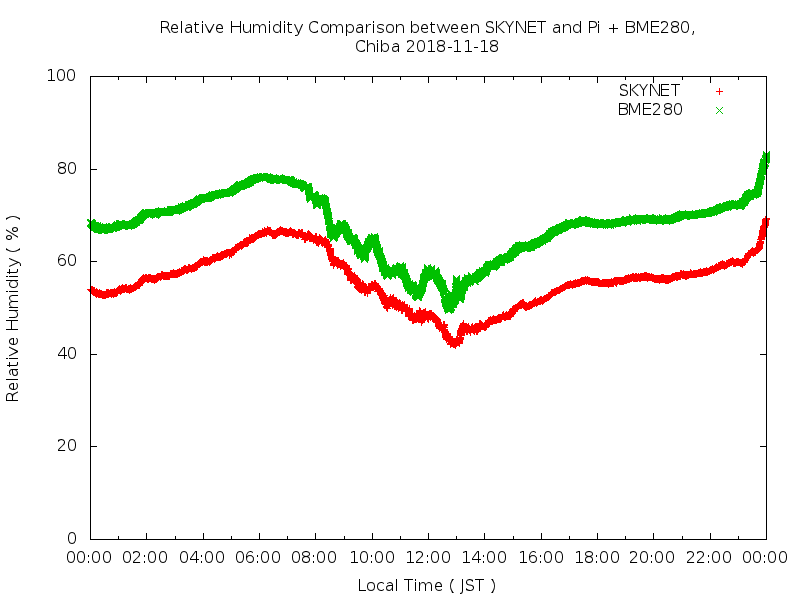 Relative Humidity Comparison between SKYNET and Pi + BME280,
Chiba 2018-11-18
SKYNET
BME280
100
80
60
40
20
0
Relative Humidity ( % )
00:00 02:00 04:00 06:00 08:00 10:00 12:00 14:00 16:00 18:00 20:00 22:00 00:00
Local Time ( JST )